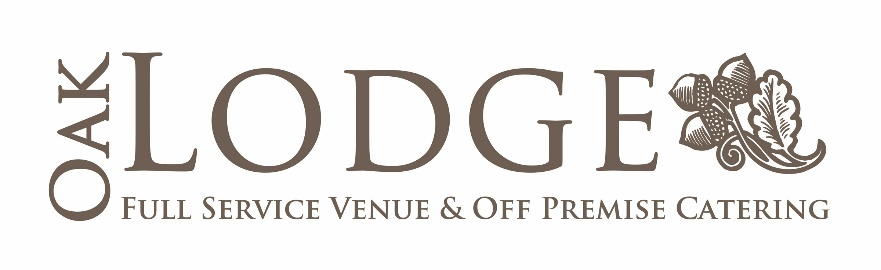 OAK
LODGE
FULL SERVICE VENUE & OFF PREMISE CATERING